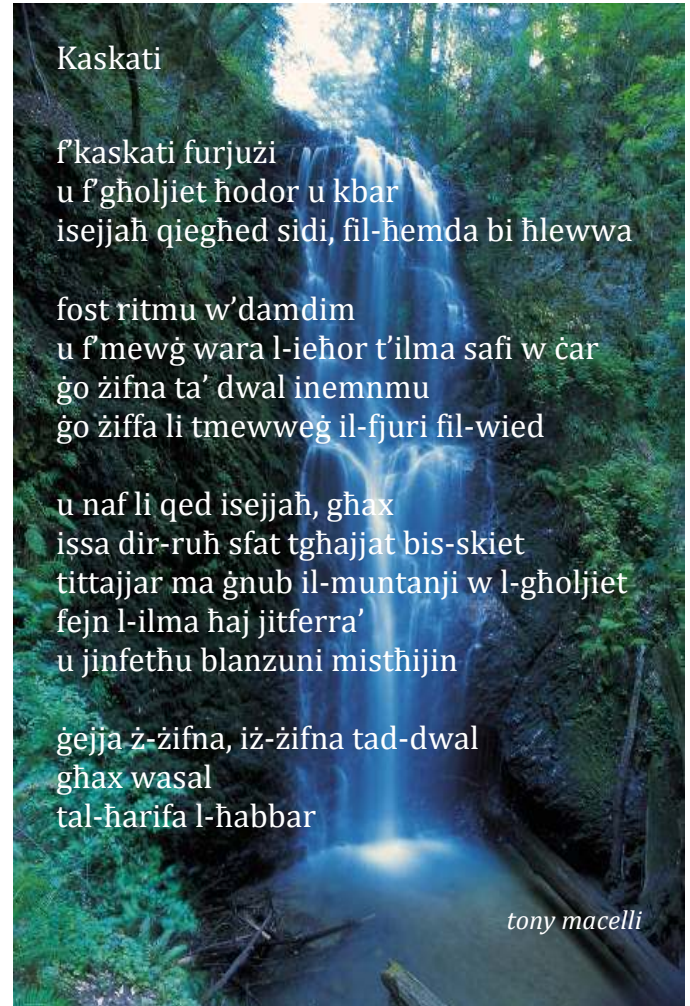 Kaskati
f'kaskati furjużi
u f'għoljiet ħodor u kbar
isejjaħ qiegħed sidi, fil-ħemda bi ħlewwa
fost ritmu w'damdim
u f'mewġ wara l-ieħor t'ilma safi w ċar
ġo żifna ta' dwal inemnmu
ġo żiffa li tmewweġ il-fjuri fil-wied
u naf li qed isejjaħ, għax
issa dir-ruħ sfat tgħajjat bis-skiet
tittajjar ma ġnub il-muntanji w l-għoljiet
fejn l-ilma ħaj jitferra'
u jinfetħu blanzuni mistħijin
ġejja ż-żifna, iż-żifna tad-dwal
għax wasal
tal-ħarifa l-ħabbar
tony macelli